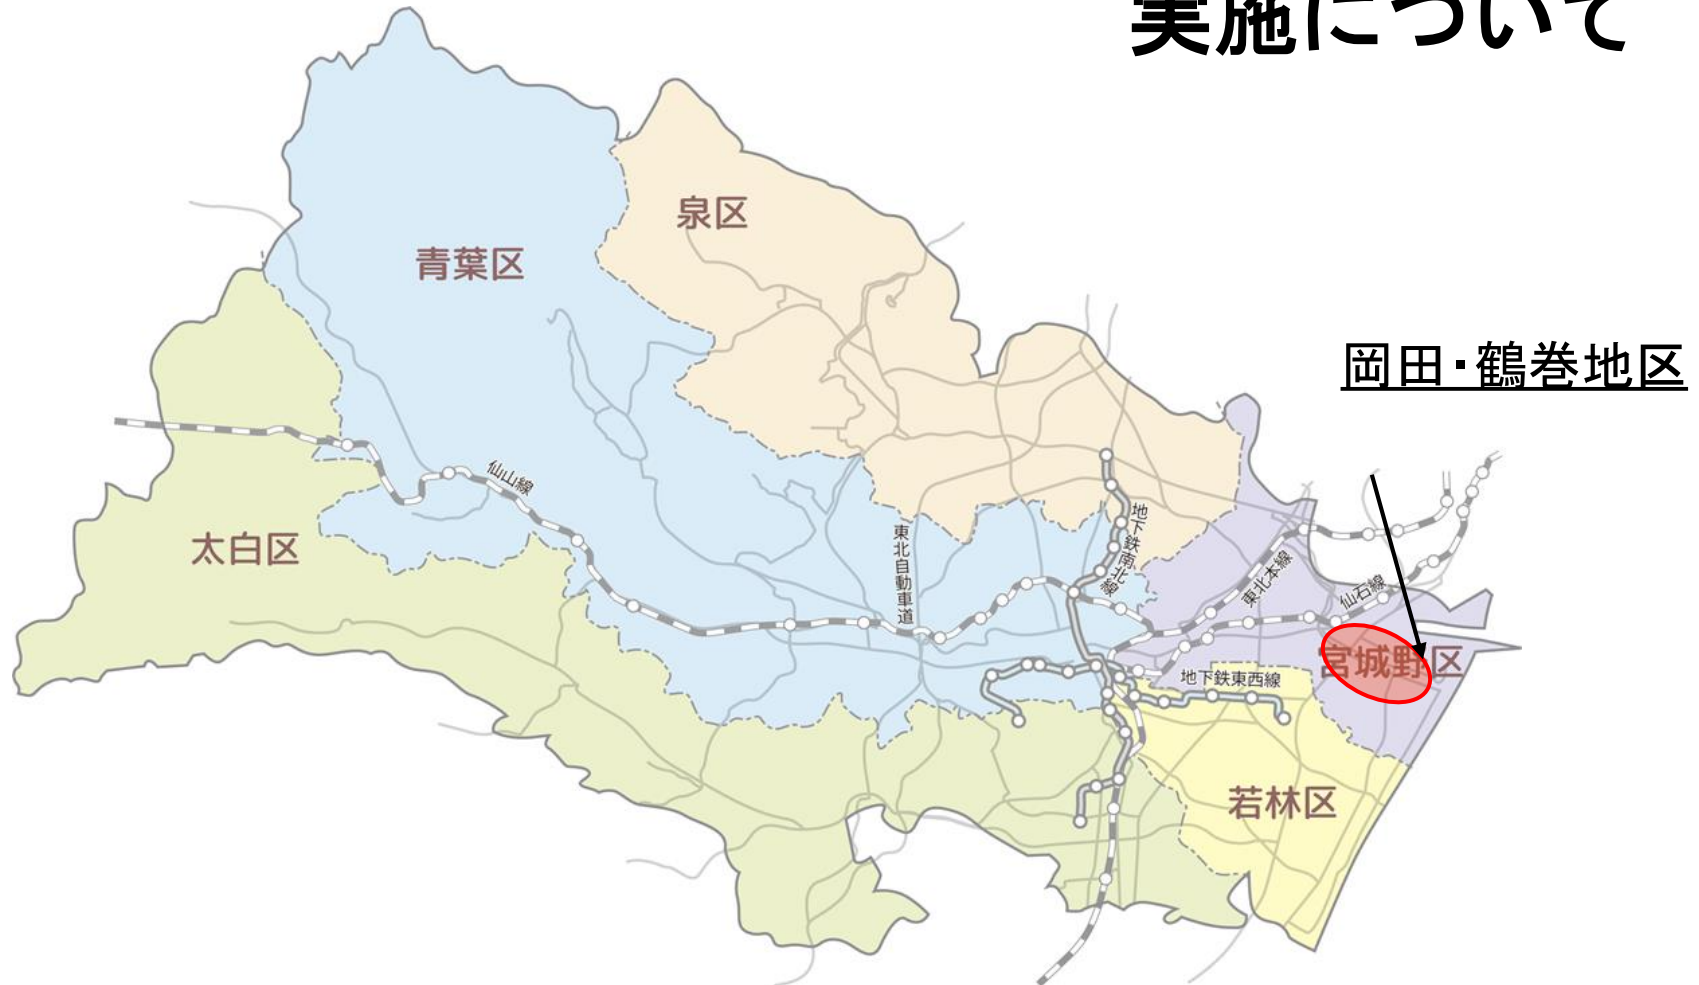 実施について
泉区
青葉区
岡田・鶴巻地区
仙山線
地下鉄南北線
東北自動車道
太白区
東北本線
仙石線
宮城野区
地下鉄東西線
若林区